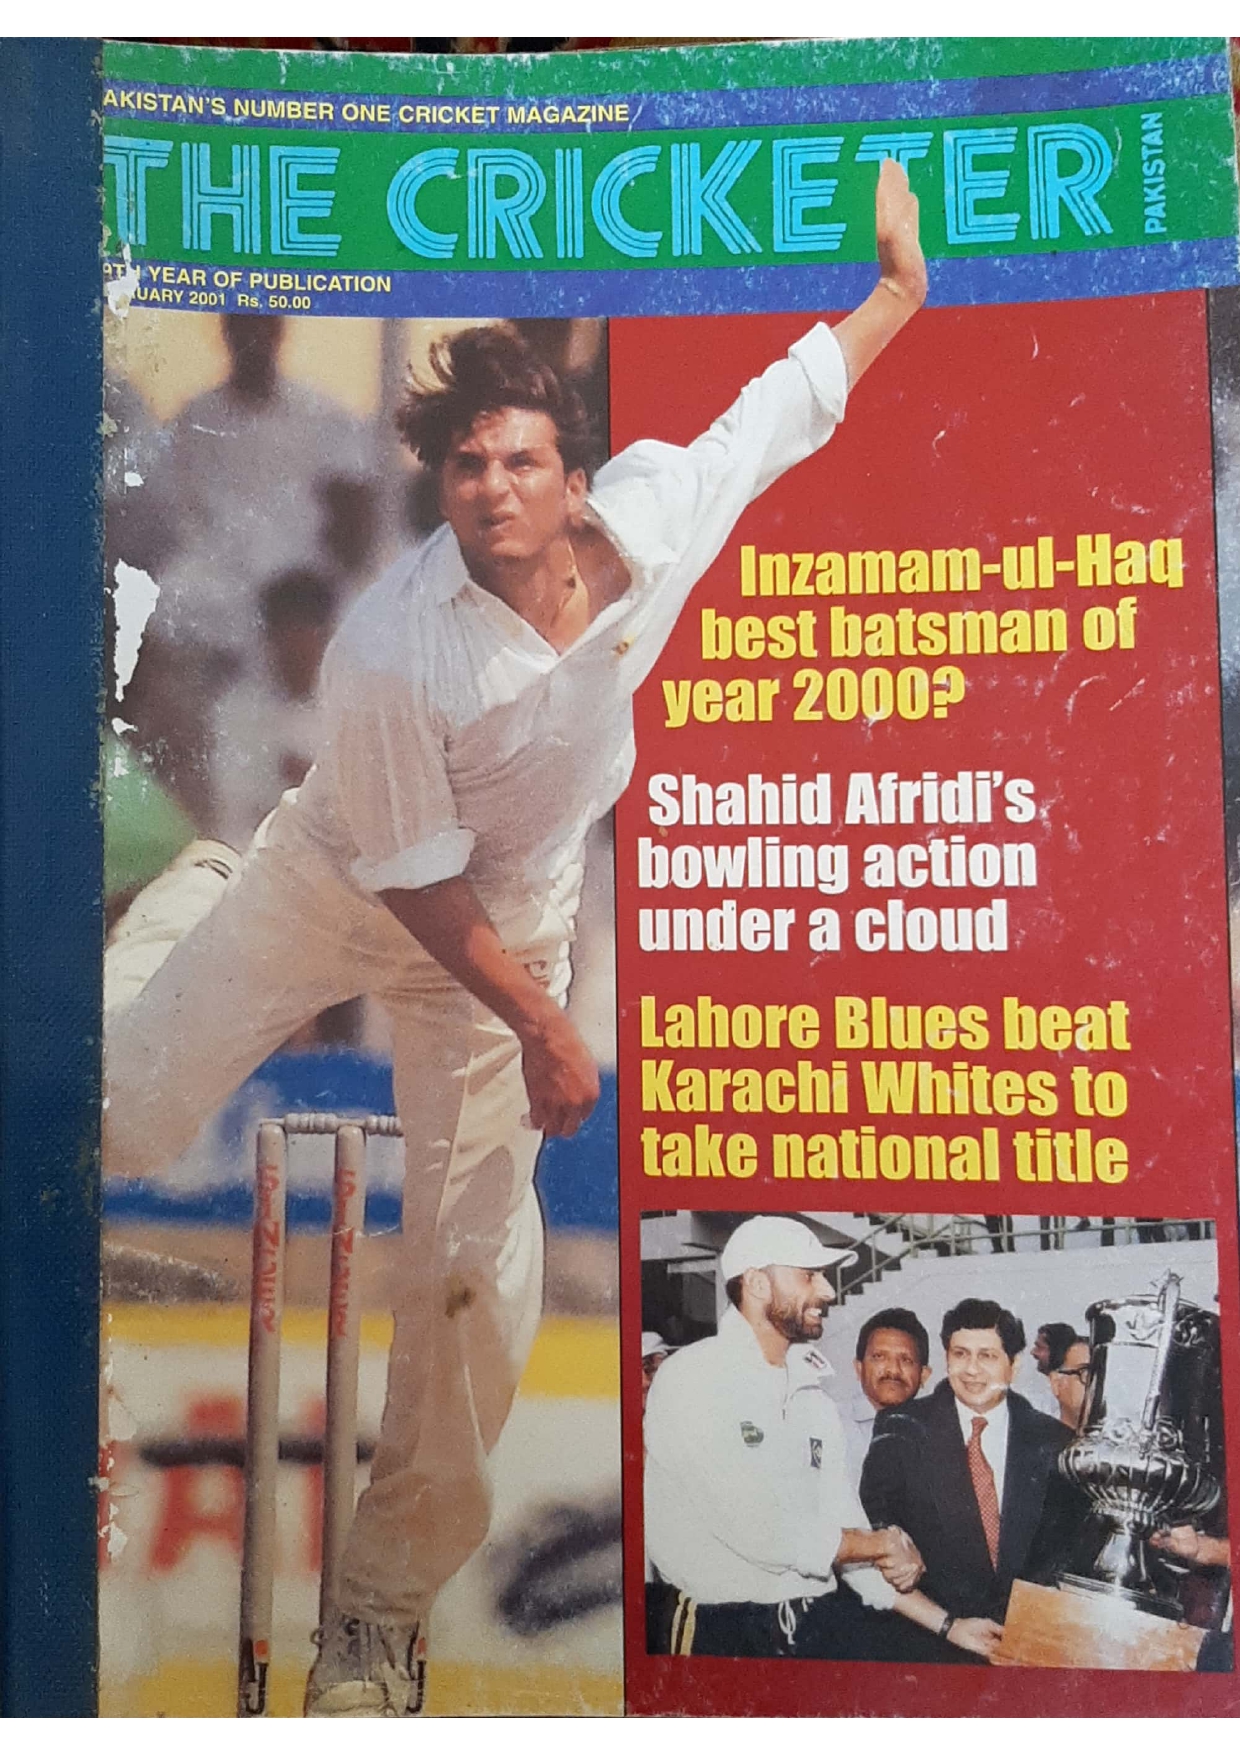 AKISTAN'S NUMBER ONE CRICKET MAGAZINE
THE CRICKETER
PAKISTAN
YEAR OF PUBLICATION
UARY 2001 Rs. 50.00
Inzamam-ul-Haq
best batsman of
year 2000?
Shahid Afridi's
bowling action
under a cloud
Lahore Blues beat
Karachi Whites to
take national title